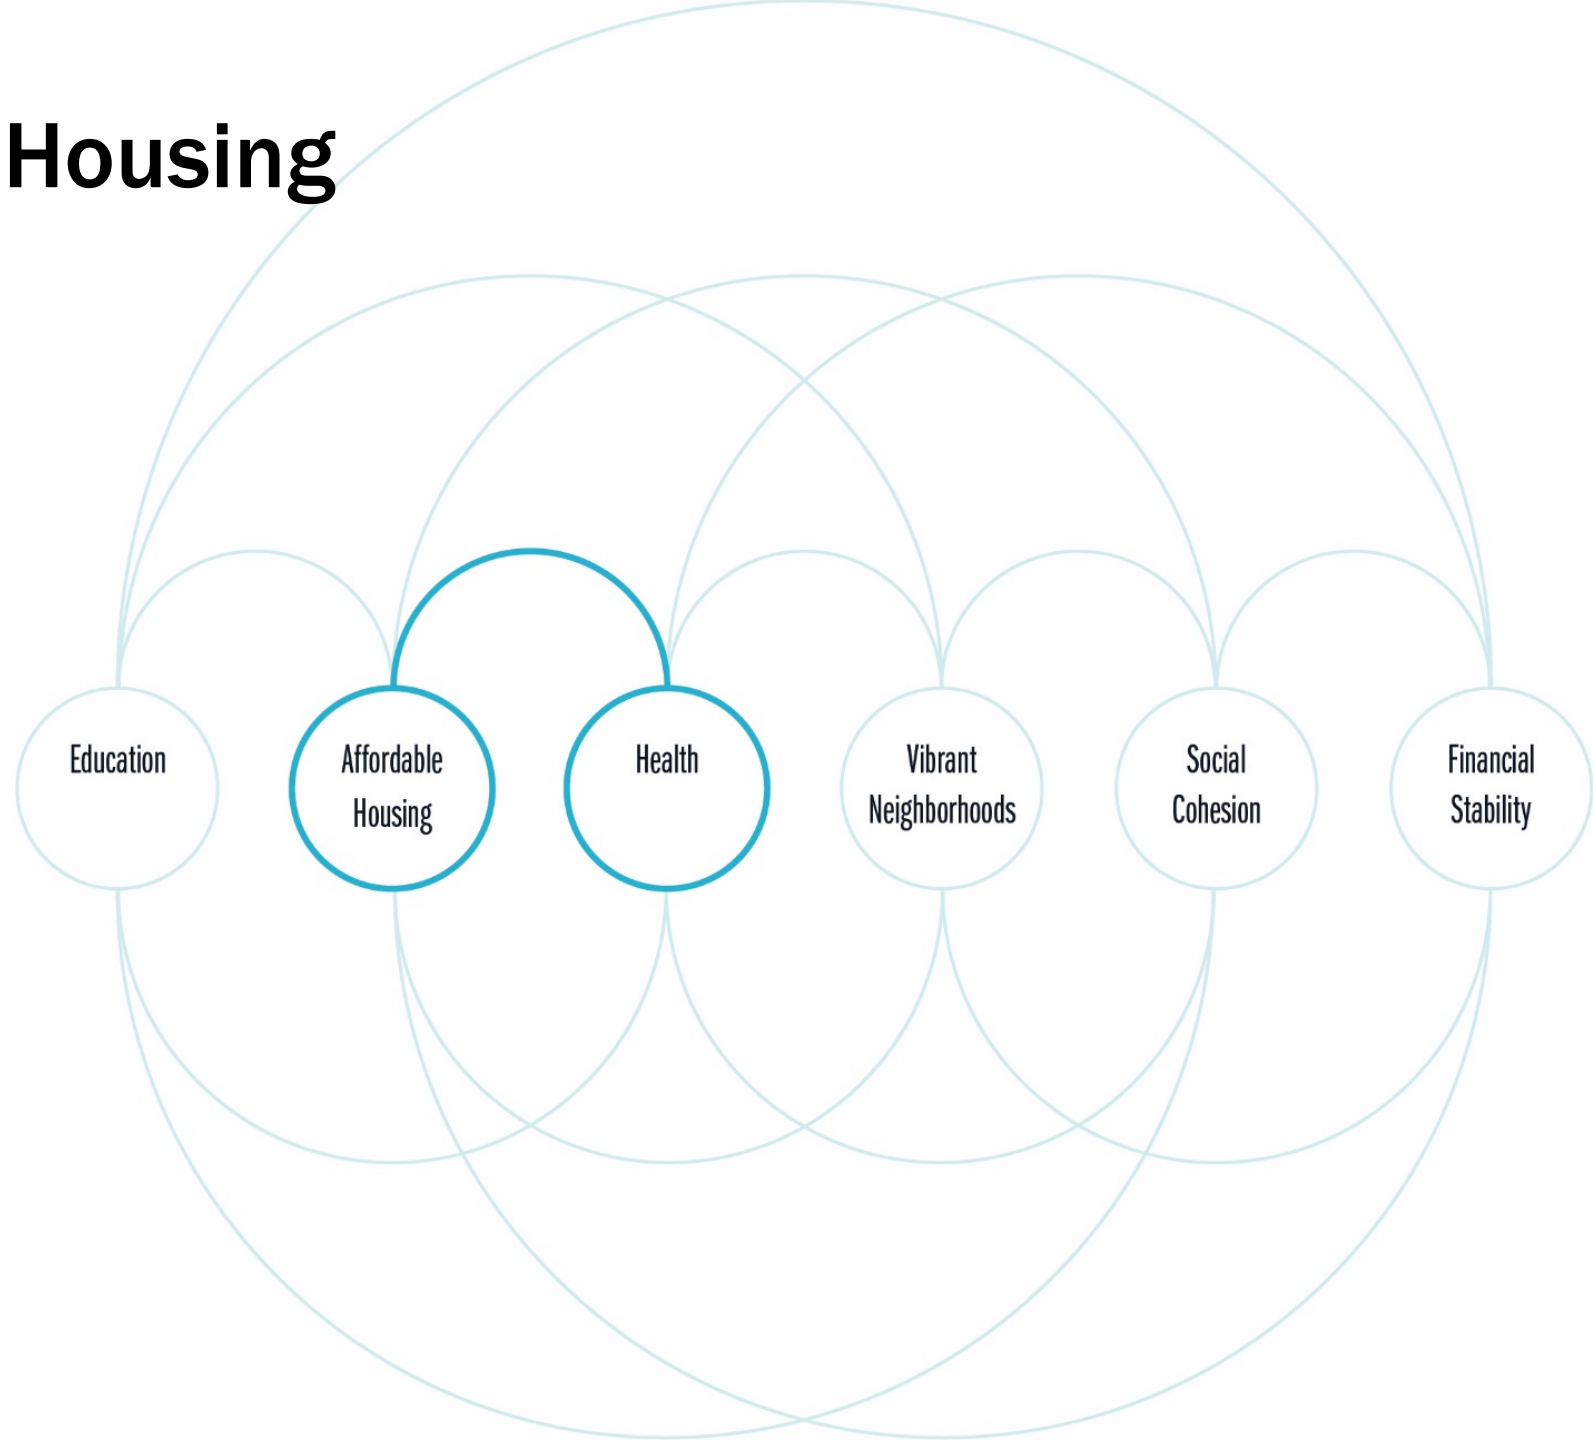 Housing
Education
Affordable
Housing
Health
Vibrant
Neighborhoods
Social
Cohesion
Financial
Stability